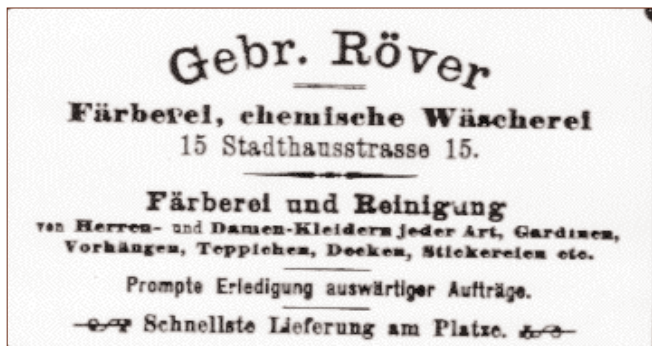 Gebr. Röver
Färberei, chemische Wäscherei
15 Stadthausstrasse 15.
Färberei und Reinigung
von Herren- und Damen-Kleidern jeder Art, Gardinen,
Vorhängen, Teppichen, Decken, Stickereien etc.
Prompte Erledigung auswärtiger Aufträge.
Schnellste Lieferung am Platze.